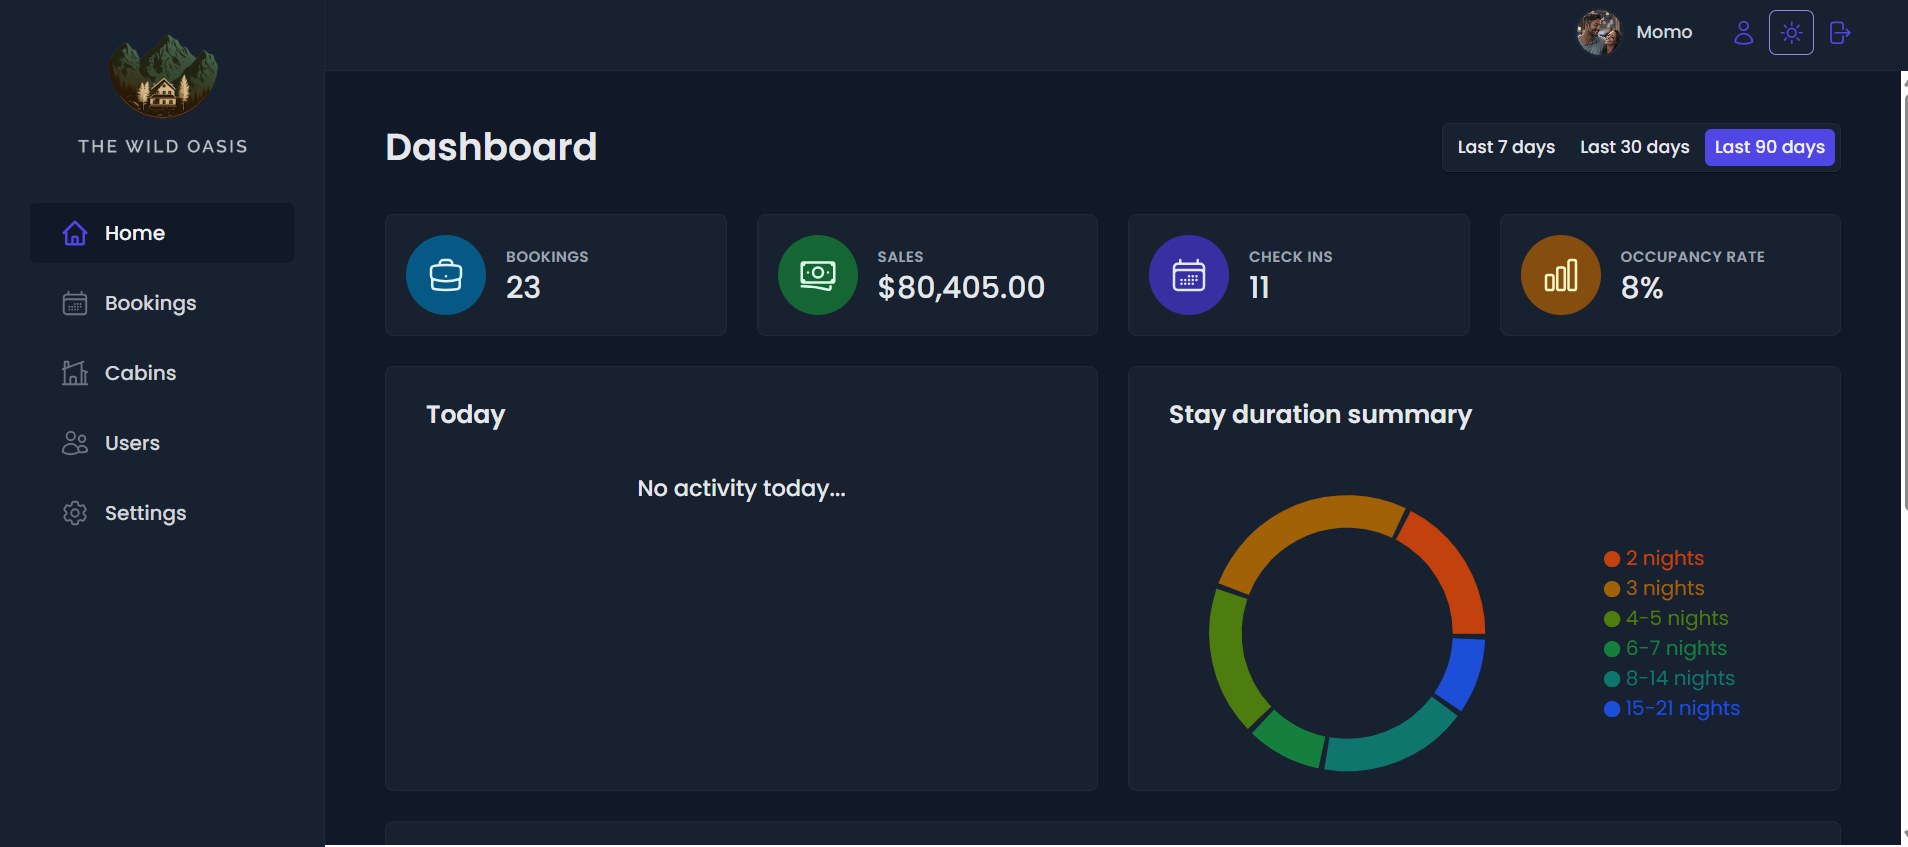 THE WILD OASIS
Home
Bookings
Cabins
Users
Settings
Momo
Dashboard
Last 7 days
Last 30 days
Last 90 days
BOOKINGS
23
SALES
$80,405.00
CHECK INS
11
OCCUPANCY RATE
8%
Today
No activity today...
Stay duration summary
2 nights
3 nights
4-5 nights
6-7 nights
8-14 nights
15-21 nights